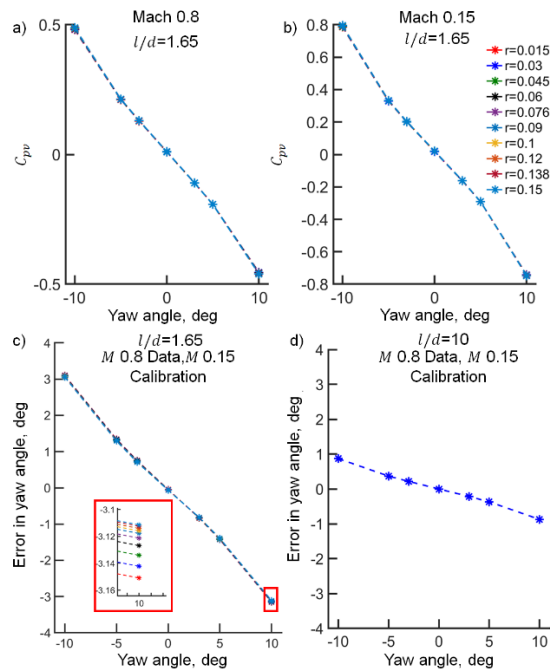 a)
Mach 0.8
l/d=1.65
0.5
0
-0.5
C_pv
-10 -5 0 5 10
Yaw angle, deg
b)
Mach 0.15
l/d=1.65
0.8
0.6
0.4
0.2
0
-0.2
-0.4
-0.6
-0.8
C_pv
-10 -5 0 5 10
Yaw angle, deg
r=0.015
r=0.03
r=0.045
r=0.06
r=0.076
r=0.09
r=0.1
r=0.12
r=0.138
r=0.15
c)
l/d=1.65
M 0.8 Data,M 0.15
Calibration
4
3
2
1
0
-1
-2
-3
-4
Error in yaw angle, deg
-3.1
-3.12
-3.14
-3.16
10
-10 -5 0 5 10
Yaw angle, deg
d)
l/d=10
M 0.8 Data, M 0.15
Calibration
4
3
2
1
0
-1
-2
-3
-4
Error in yaw angle, deg
-10 -5 0 5 10
Yaw angle, deg